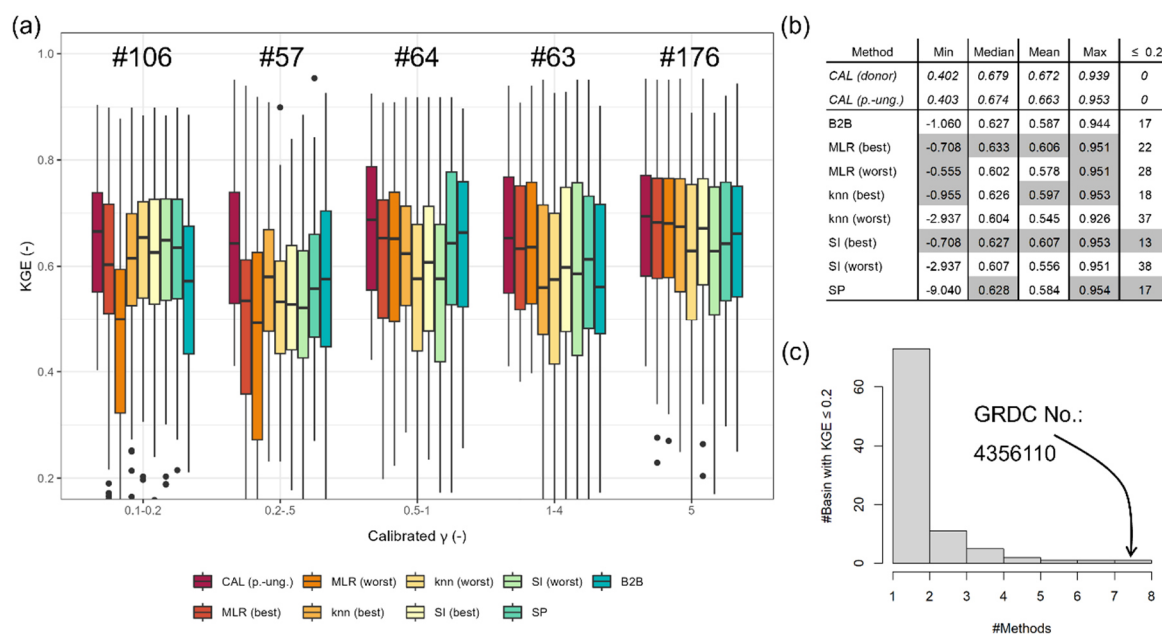 (a)
#106 #57 #64 #63 #176
1.0
0.8
0.6
0.4
0.2
KGE (-)
0.1-0.2 0.2-.5 0.5-1 1-4 5
Calibrated γ (-)
CAL (p.-ung.) MLR (worst) knn (worst) SI (worst) B2B
MLR (best) knn (best) SI (best) SP
(b)
Method Min Median Mean Max ≤ 0.2
CAL (donor) 0.402 0.679 0.672 0.939 0
CAL (p.-ung.) 0.403 0.674 0.663 0.953 0
B2B -1.060 0.627 0.587 0.944 17
MLR (best) -0.708 0.633 0.606 0.951 22
MLR (worst) -0.555 0.602 0.578 0.951 28
knn (best) -0.955 0.626 0.597 0.953 18
knn (worst) -2.937 0.604 0.545 0.926 37
SI (best) -0.708 0.627 0.607 0.953 13
SI (worst) -2.937 0.607 0.556 0.951 38
SP -9.040 0.628 0.584 0.954 17
(c)
#Basin with KGE ≤ 0.2
60
40
20
0
GRDC No.:
4356110
1 2 3 4 5 6 7 8
#Methods